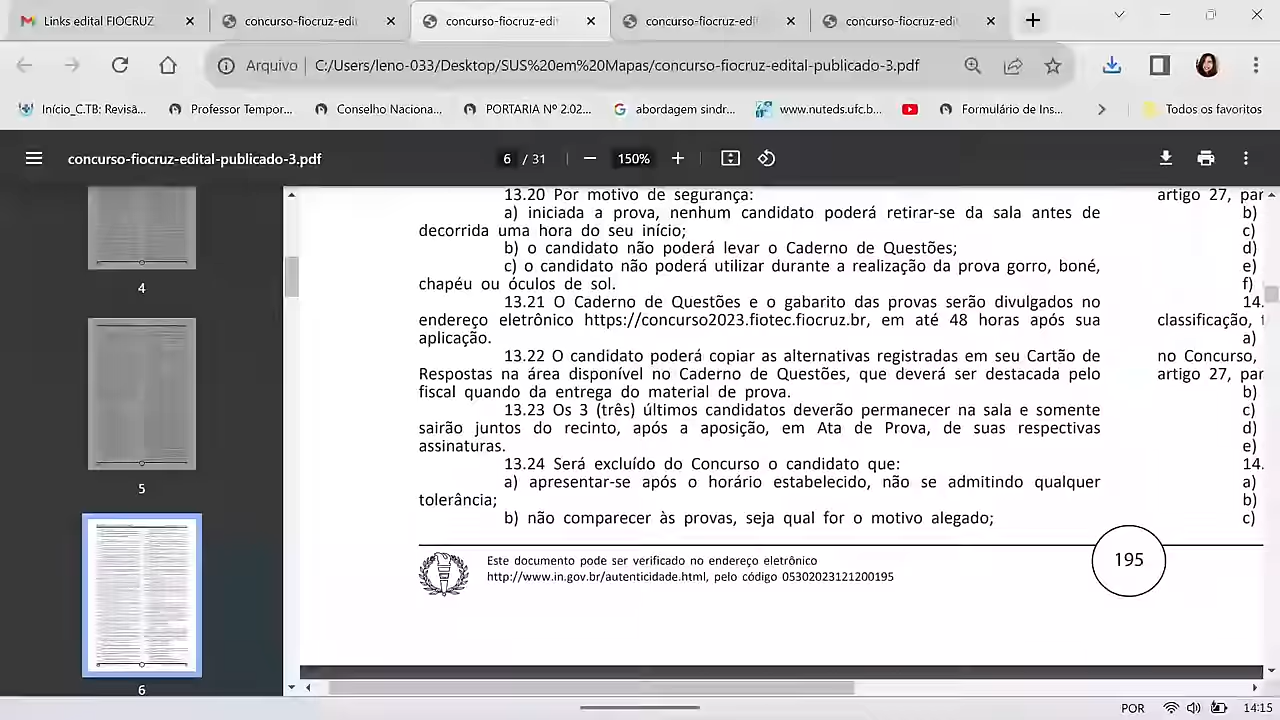 Links edital FIOCRUZ
concurso-fiocruz-edit
concurso-fiocruz-edit
concurso-fiocruz-edit
concurso-fiocruz-edit
Arquivo C:/Users/leno-033/Desktop/SUS%20em%20Mapas/concurso-fiocruz-edital-publicado-3.pdf
Início_C.TB: Revisã...
Professor Tempor...
Conselho Naciona...
PORTARIA Nº 2.02...
abordagem sindr...
www.nuteds.ufc.b...
Formulário de Ins...
Todos os favoritos
concurso-fiocruz-edital-publicado-3.pdf
6 / 31
150%
4
5
6
13.20 Por motivo de segurança:
a) iniciada a prova, nenhum candidato poderá retirar-se da sala antes de
decorrida uma hora do seu início;
b) o candidato não poderá levar o Caderno de Questões;
c) o candidato não poderá utilizar durante a realização da prova gorro, boné,
chapéu ou óculos de sol.
13.21 O Caderno de Questões e o gabarito das provas serão divulgados no
endereço eletrônico https://concurso2023.fiotec.fiocruz.br, em até 48 horas após sua
aplicação.
13.22 O candidato poderá copiar as alternativas registradas em seu Cartão de
Respostas na área disponível no Caderno de Questões, que deverá ser destacada pelo
fiscal quando da entrega do material de prova.
13.23 Os 3 (três) últimos candidatos deverão permanecer na sala e somente
sairão juntos do recinto, após a aposição, em Ata de Prova, de suas respectivas
assinaturas.
13.24 Será excluído do Concurso o candidato que:
a) apresentar-se após o horário estabelecido, não se admitindo qualquer
tolerância;
b) não comparecer às provas, seja qual for o motivo alegado;
Este documento pode ser verificado no endereço eletrônico
http://www.in.gov.br/autenticidade.html, pelo código 05302023121200195
195
artigo 27, par
b)
c)
d)
e)
f)
14.
classificação,
a)
no Concurso,
artigo 27, par
b)
c)
d)
e)
14.
a)
b)
c)
POR
14:15